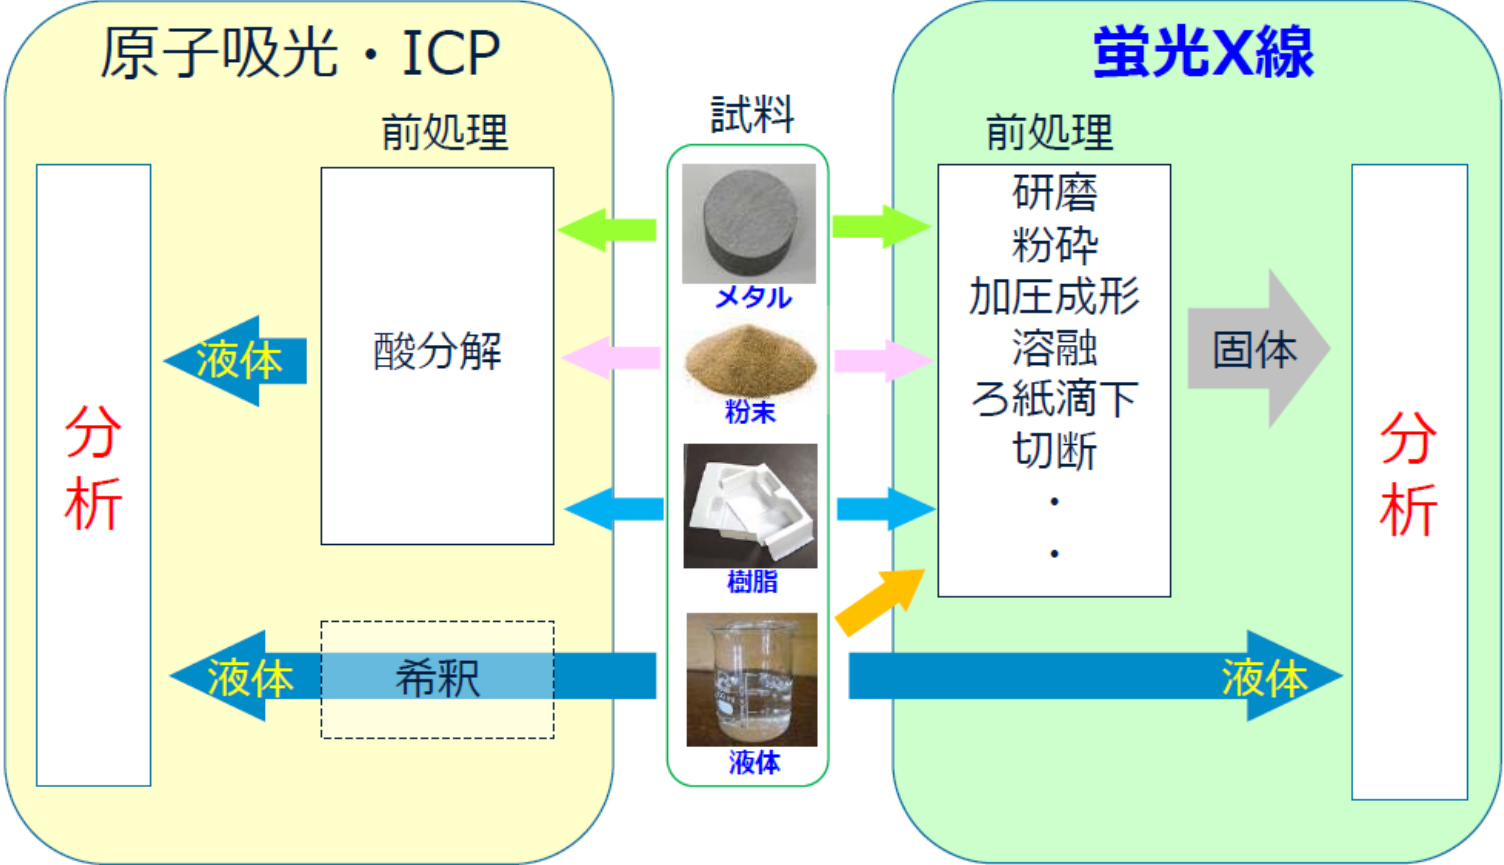 原子吸光・ICP
前処理
酸分解
液体
分析
希釈
液体
試料
メタル
粉末
樹脂
液体
蛍光X線
前処理
研磨
粉砕
加圧成形
溶融
ろ紙滴下
切断
・
・
固体
分析
液体